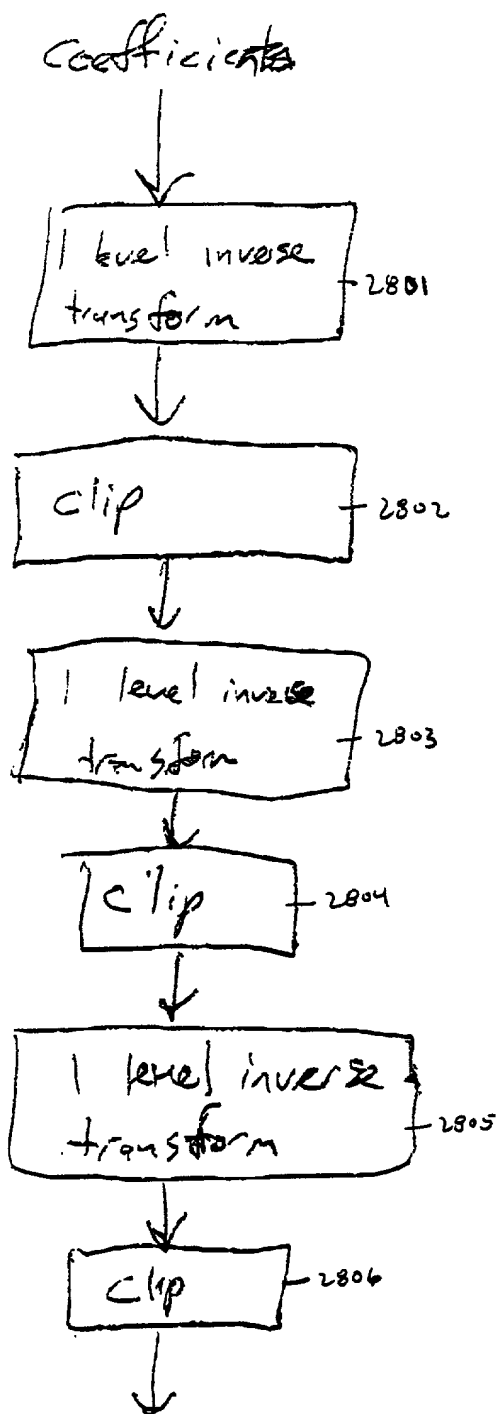 Coefficients
1 level inverse
transform
2801
Clip
2802
1 level inverse
transform
2803
Clip
2804
1 level inverse
transform
2805
Clip
2806